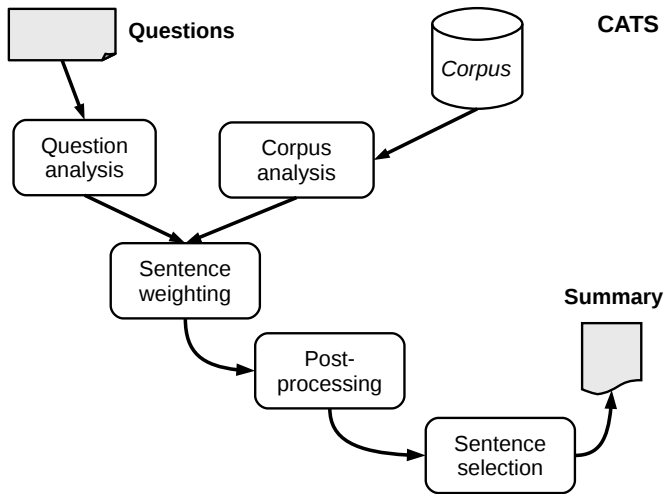 Questions
CATS
Corpus
Question
analysis
Corpus
analysis
Sentence
weighting
Summary
Post-
processing
Sentence
selection